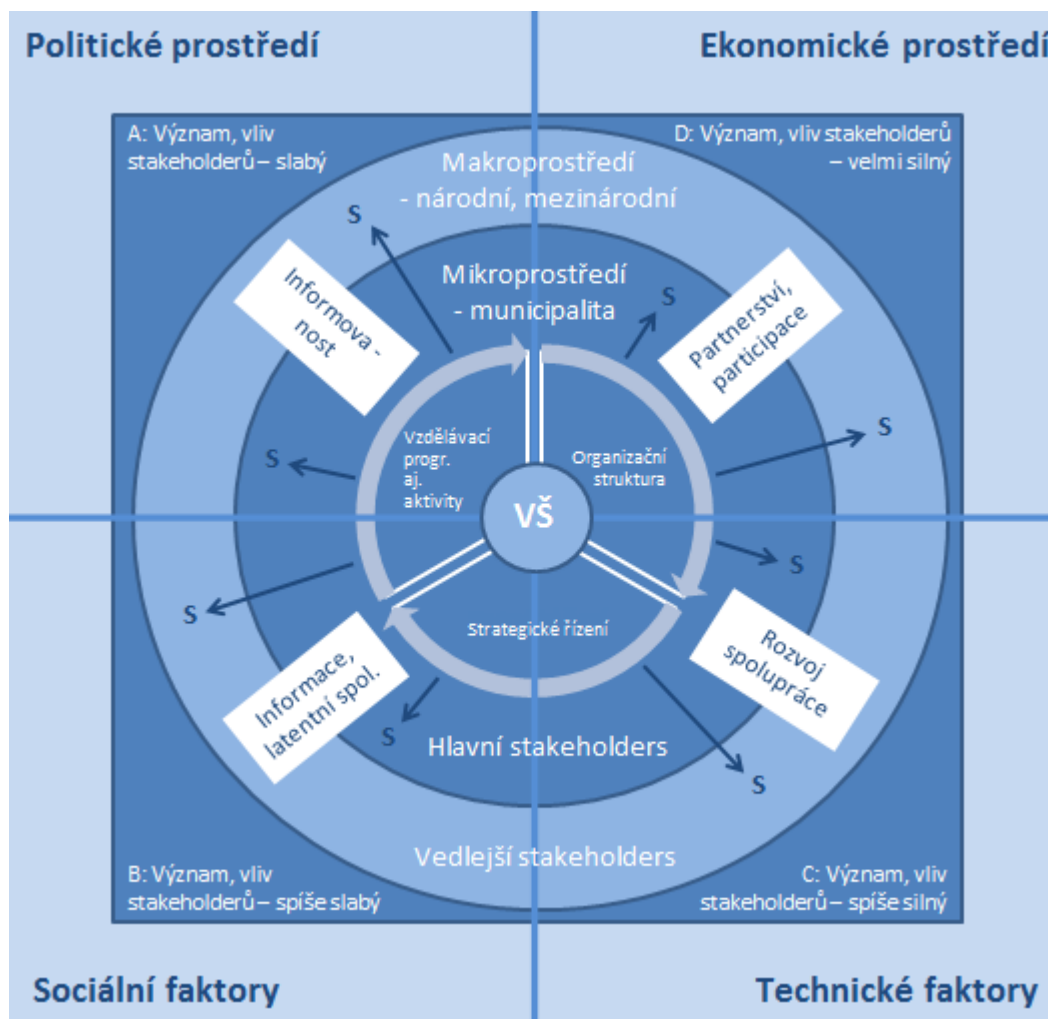 Politické prostředí
Ekonomické prostředí
A: Význam, vliv
stakeholderů – slabý
D: Význam, vliv stakeholderů
– velmi silný
Makroprostředí
- národní, mezinárodní
S
Mikroprostředí
- municipalita
S
Informova -
nost
Partnerství,
participace
S
S
Vzdělávací
progr.
aj.
aktivity
Organizační
struktura
VŠ
S
S
Strategické řízení
Informace,
latentní spol.
Rozvoj
spolupráce
S
S
Hlavní stakeholders
Vedlejší stakeholders
B: Význam, vliv
stakeholderů – spíše slabý
C: Význam, vliv
stakeholderů – spíše silný
Sociální faktory
Technické faktory